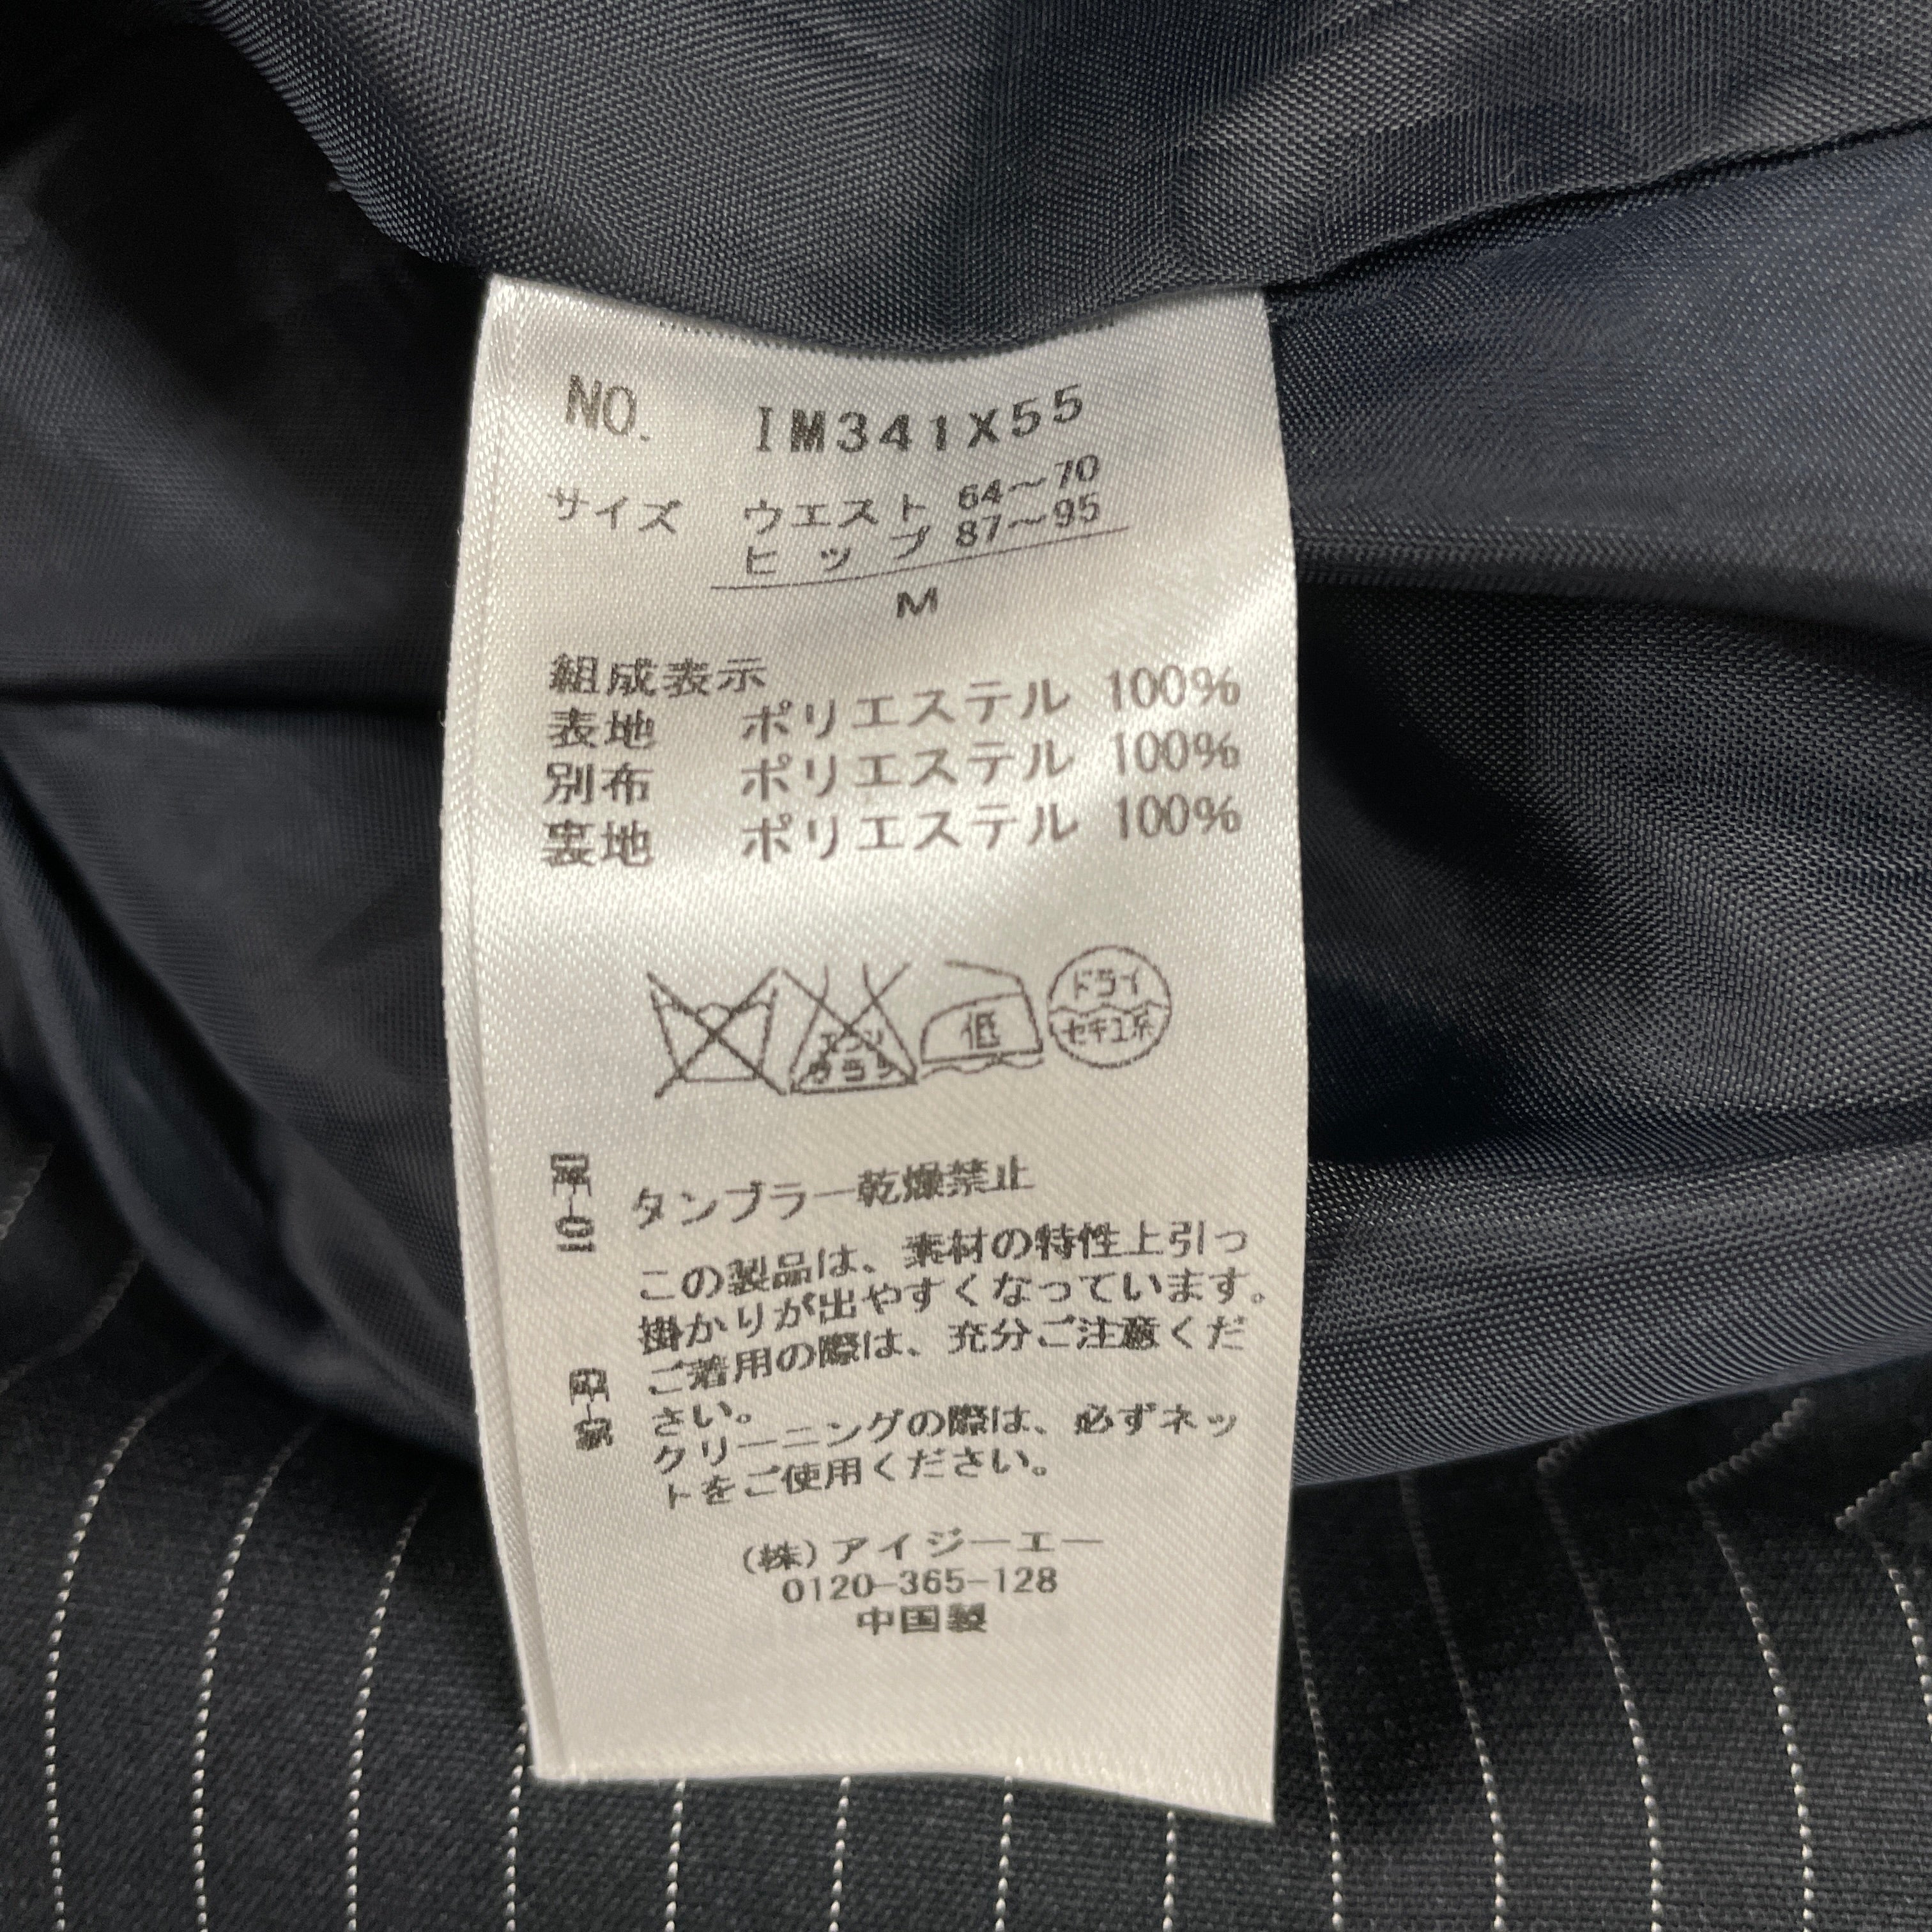 NO. IM341X55
サイズ ウエスト 64～70
ヒップ 87～95
M
組成表示
表地 ポリエステル 100%
別布 ポリエステル 100%
裏地 ポリエステル 100%
エンソ
サラシ
低
ドライ
セキユ系
タンブラー乾燥禁止
この製品は、素材の特性上引っ
掛かりが出やすくなっています。
ご着用の際は、充分ご注意くだ
さい。
クリーニングの際は、必ずネッ
トをご使用ください。
(株)アイジーエー
0120-365-128
中国製